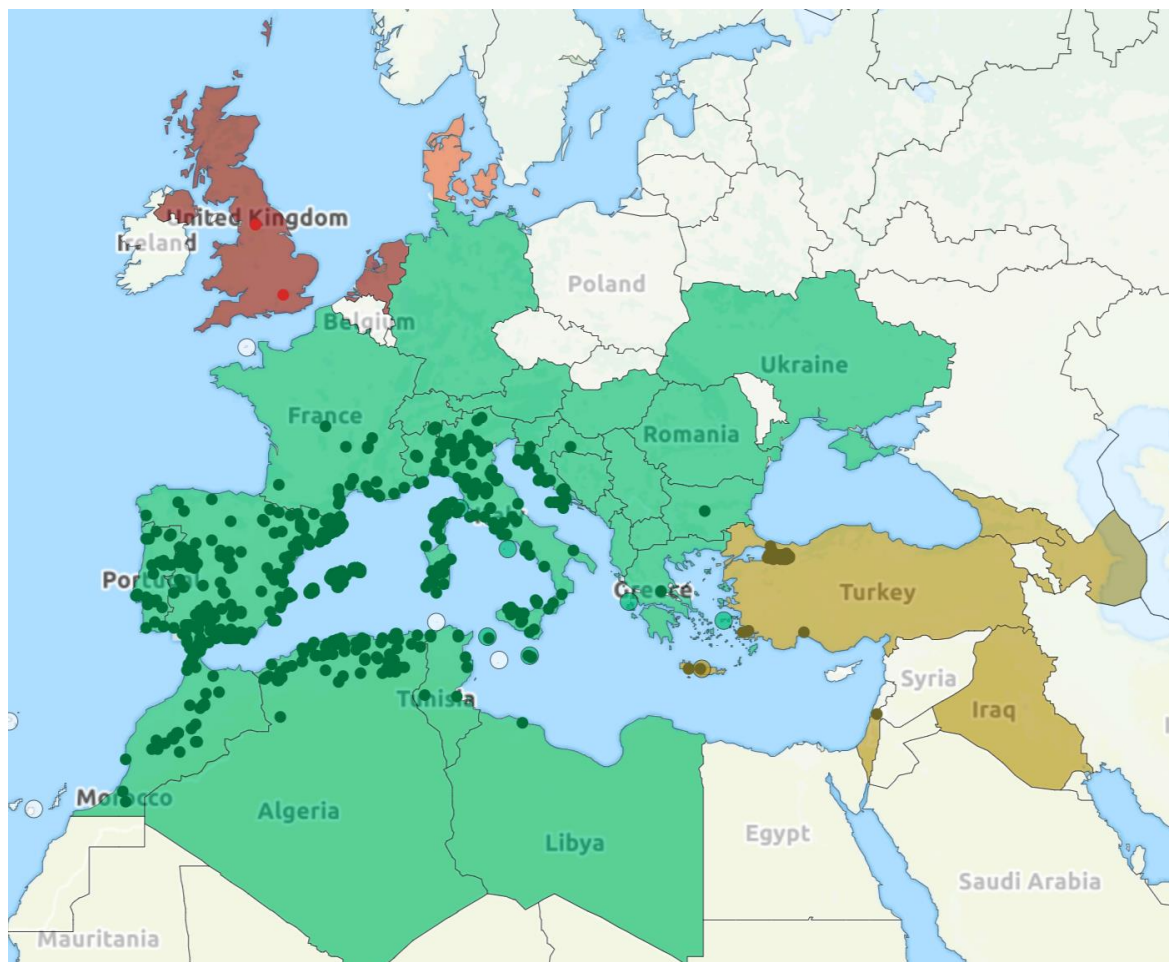 United Kingdom
Ireland
Poland
Belgium
Ukraine
France
Romania
Portugal
Greece
Turkey
Syria
Tunisia
Iraq
Morocco
Algeria
Libya
Egypt
Saudi Arabia
Mauritania